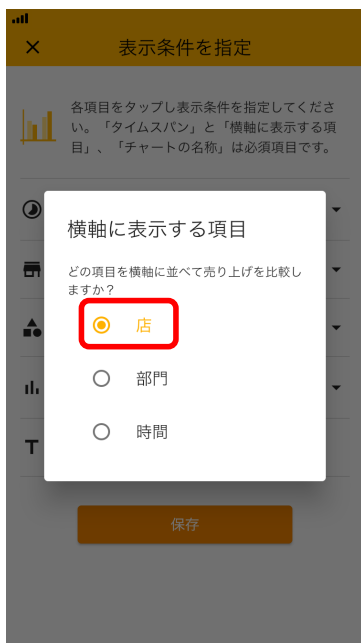 表示条件を指定
各項目をタップし表示条件を指定してくださ
い。「タイムスパン」と「横軸に表示する項
目」、「チャートの名称」は必須項目です。
横軸に表示する項目
どの項目を横軸に並べて売り上げを比較し
ますか？
店
部門
時間
保存